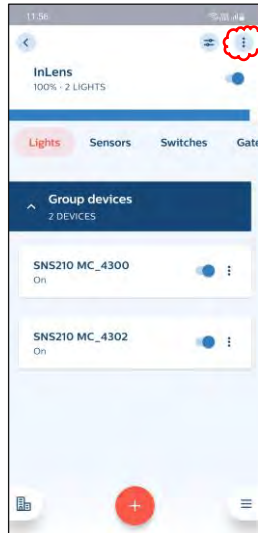 11:56
InLens
100% · 2 LIGHTS
Lights Sensors Switches Gate
Group devices
2 DEVICES
SNS210 MC_4300
On
SNS210 MC_4302
On